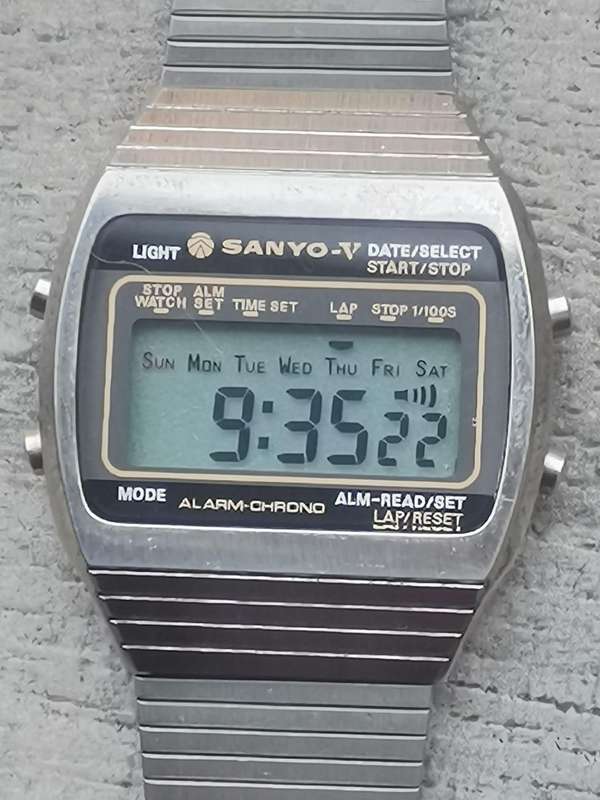 LIGHT SANYO-V DATE/SELECT
START/STOP
STOP WATCH ALM SET TIME SET LAP STOP 1/100S
SUN MON TUE WED THU FRI SAT
9:35 22
MODE ALARM-CHRONO ALM-READ/SET
LAP/RESET